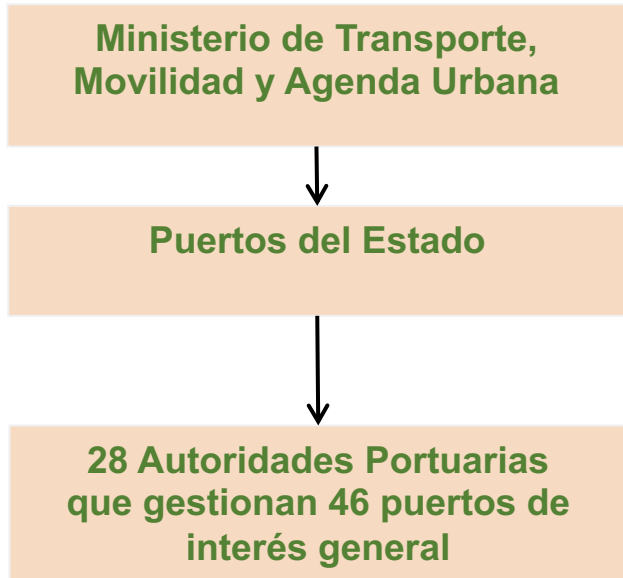 Ministerio de Transporte,
Movilidad y Agenda Urbana
Puertos del Estado
28 Autoridades Portuarias
que gestionan 46 puertos de
interés general